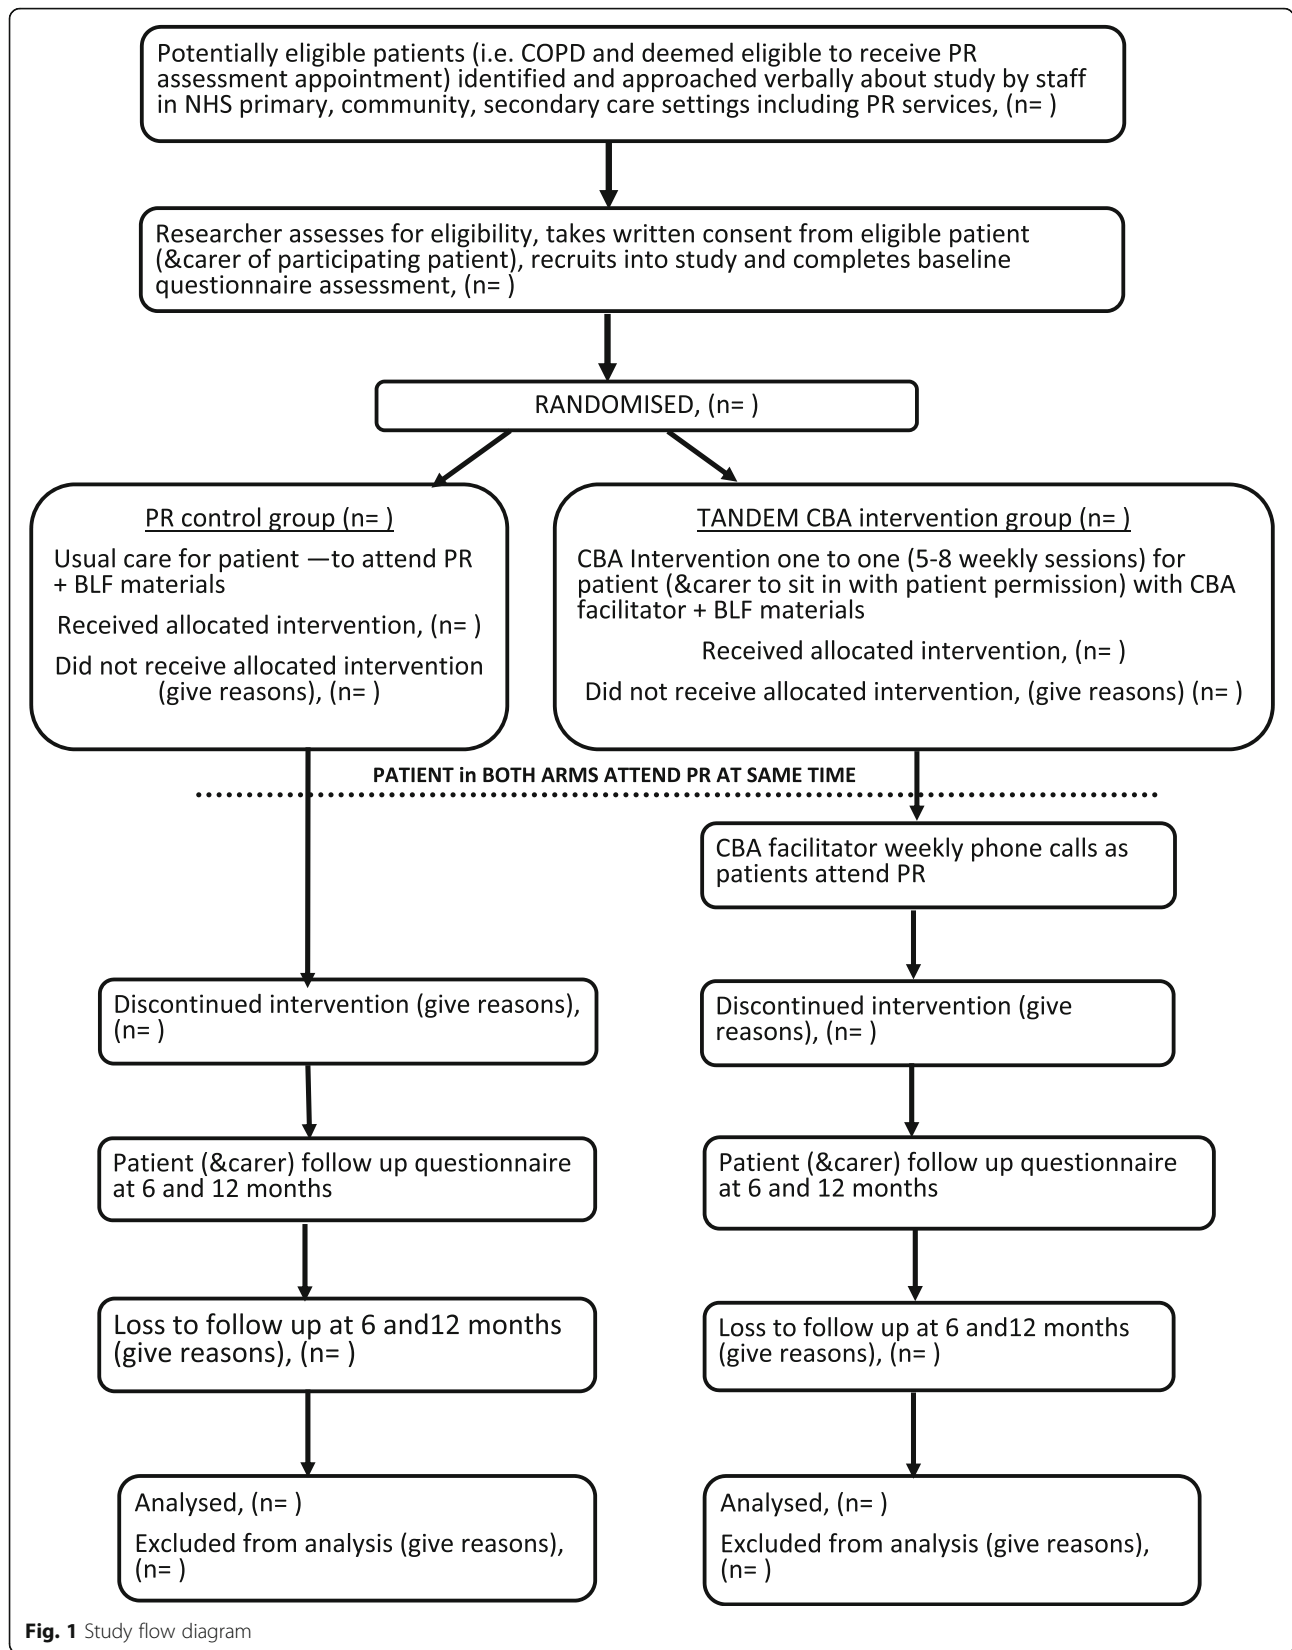 Potentially eligible patients (i.e. COPD and deemed eligible to receive PR
assessment appointment) identified and approached verbally about study by staff
in NHS primary, community, secondary care settings including PR services, (n= )
Researcher assesses for eligibility, takes written consent from eligible patient
(&carer of participating patient), recruits into study and completes baseline
questionnaire assessment, (n= )
RANDOMISED, (n= )
PR control group (n= )
Usual care for patient —to attend PR
+ BLF materials
Received allocated intervention, (n= )
Did not receive allocated intervention
(give reasons), (n= )
TANDEM CBA intervention group (n= )
CBA Intervention one to one (5-8 weekly sessions) for
patient (&carer to sit in with patient permission) with CBA
facilitator + BLF materials
Received allocated intervention, (n= )
Did not receive allocated intervention, (give reasons) (n= )
PATIENT in BOTH ARMS ATTEND PR AT SAME TIME
CBA facilitator weekly phone calls as
patients attend PR
Discontinued intervention (give reasons),
(n= )
Discontinued intervention (give
reasons), (n= )
Patient (&carer) follow up questionnaire
at 6 and 12 months
Patient (&carer) follow up questionnaire
at 6 and 12 months
Loss to follow up at 6 and12 months
(give reasons), (n= )
Loss to follow up at 6 and12 months
(give reasons), (n= )
Analysed, (n= )
Excluded from analysis (give reasons),
(n= )
Analysed, (n= )
Excluded from analysis (give reasons),
(n= )
Fig. 1 Study flow diagram